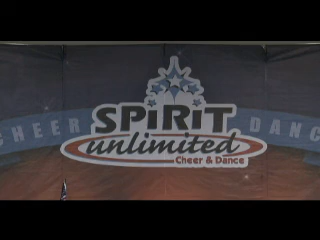 CHEER
SPIRIT
DANC
unlimited
Cheer & Dance